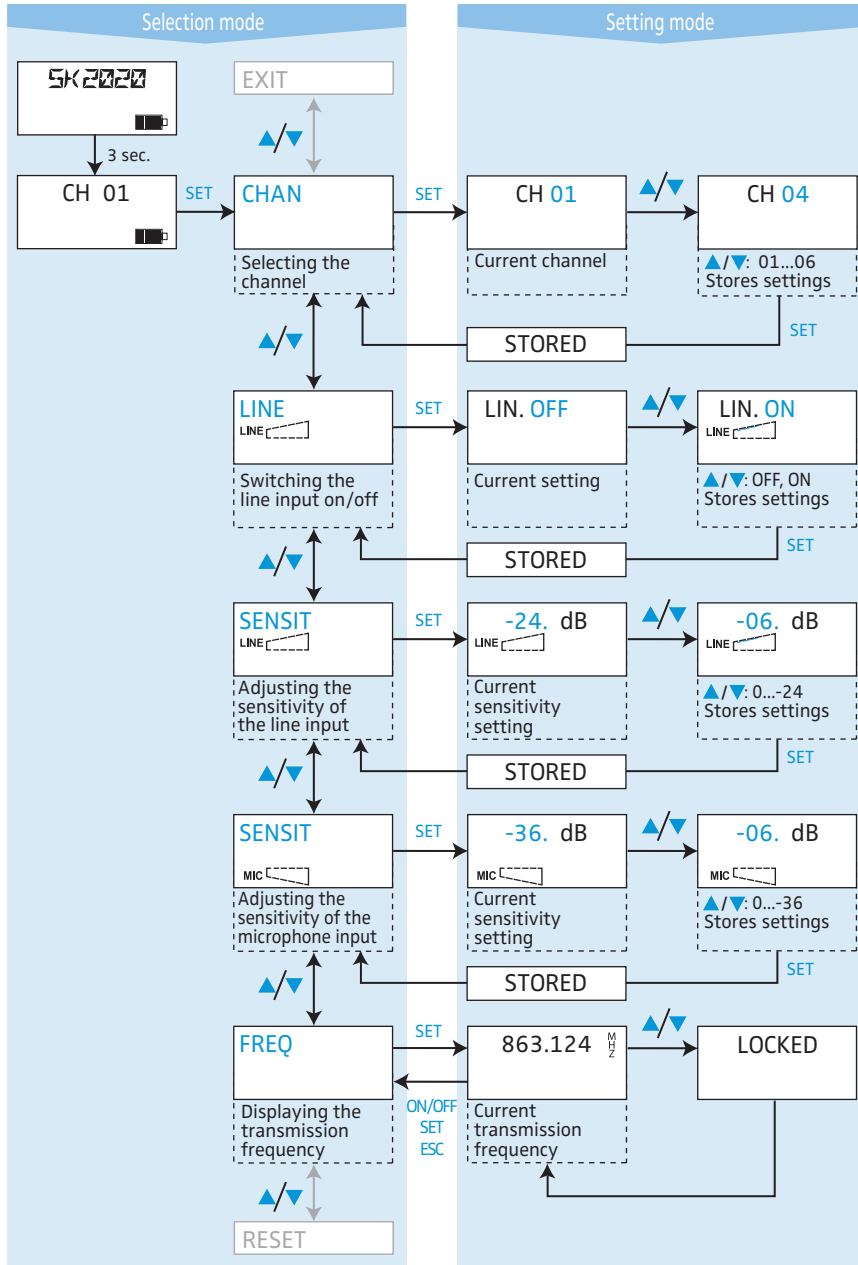 Selection mode
Setting mode
SK2020
EXIT
▲/▼
3 sec.
CH 01
SET
CHAN
SET
CH 01
▲/▼
CH 04
Selecting the
channel
Current channel
▲/▼: 01...06
Stores settings
▲/▼
STORED
SET
LINE
LINE
SET
LIN. OFF
▲/▼
LIN. ON
LINE
Switching the
line input on/off
Current setting
▲/▼: OFF, ON
Stores settings
▲/▼
STORED
SET
SENSIT
LINE
SET
-24. dB
LINE
▲/▼
-06. dB
LINE
Adjusting the
sensitivity of
the line input
Current
sensitivity
setting
▲/▼: 0...-24
Stores settings
▲/▼
STORED
SET
SENSIT
MIC
SET
-36. dB
MIC
▲/▼
-06. dB
MIC
Adjusting the
sensitivity of the
microphone input
Current
sensitivity
setting
▲/▼: 0...-36
Stores settings
▲/▼
STORED
SET
FREQ
SET
863.124 MHZ
▲/▼
LOCKED
ON/OFF
SET
ESC
Displaying the
transmission
frequency
Current
transmission
frequency
▲/▼
RESET